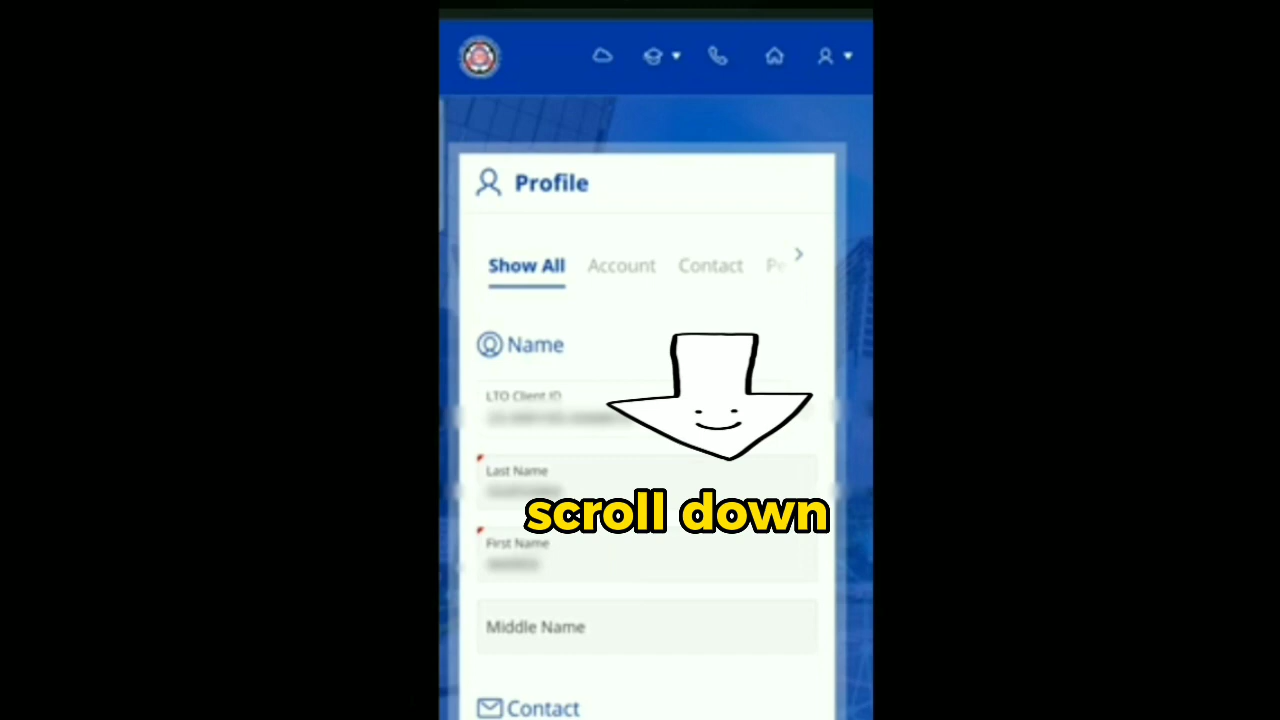 Profile
Show All Account Contact
Name
LTO Client ID
Last Name
scroll down
First Name
Middle Name
Contact